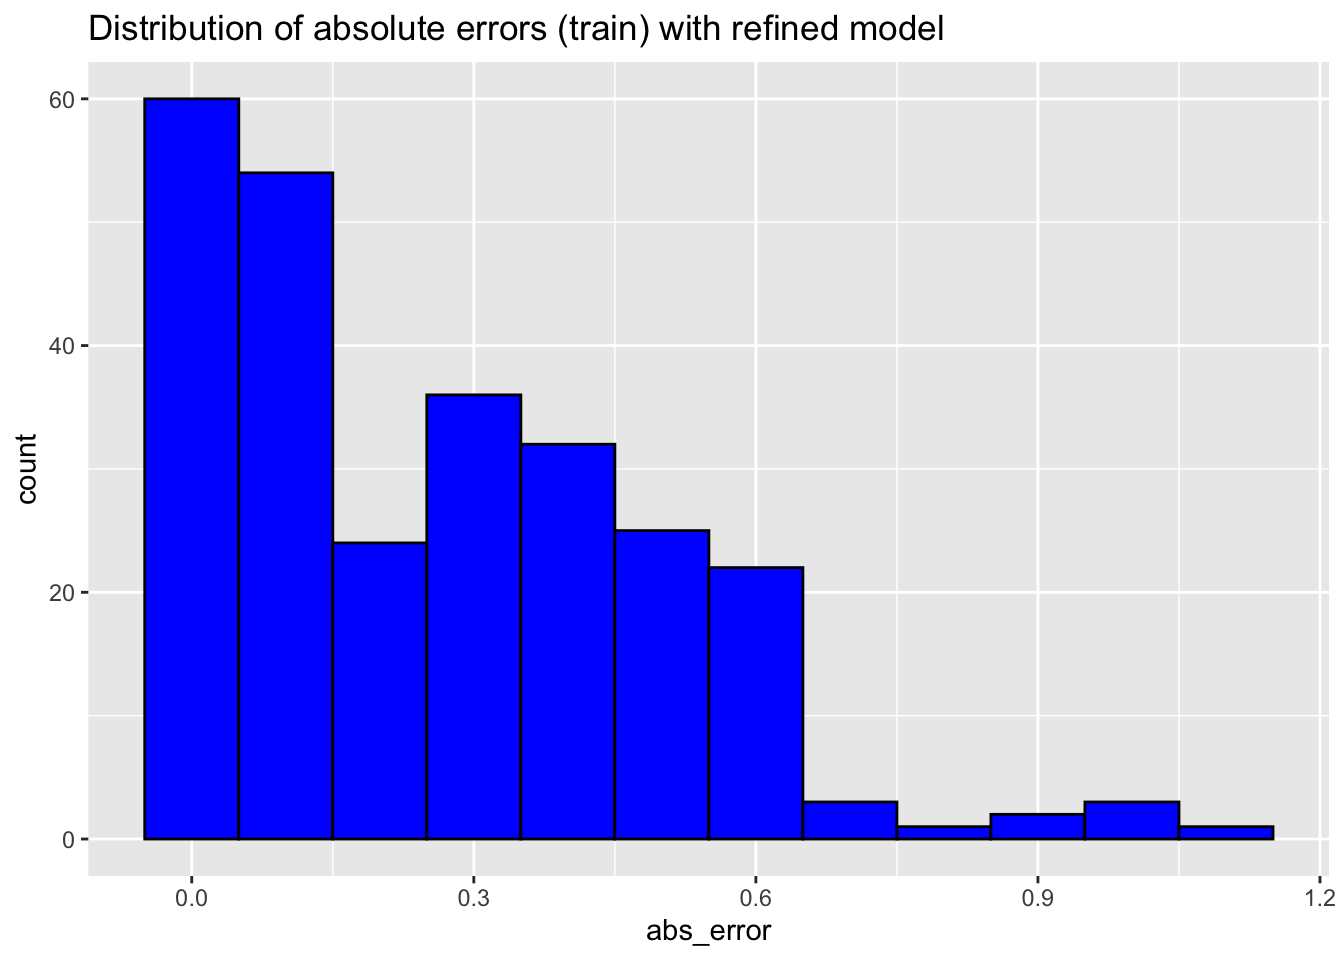 Distribution of absolute errors (train) with refined model
60
40
20
0
count
0.0 0.3 0.6 0.9 1.2
abs_error